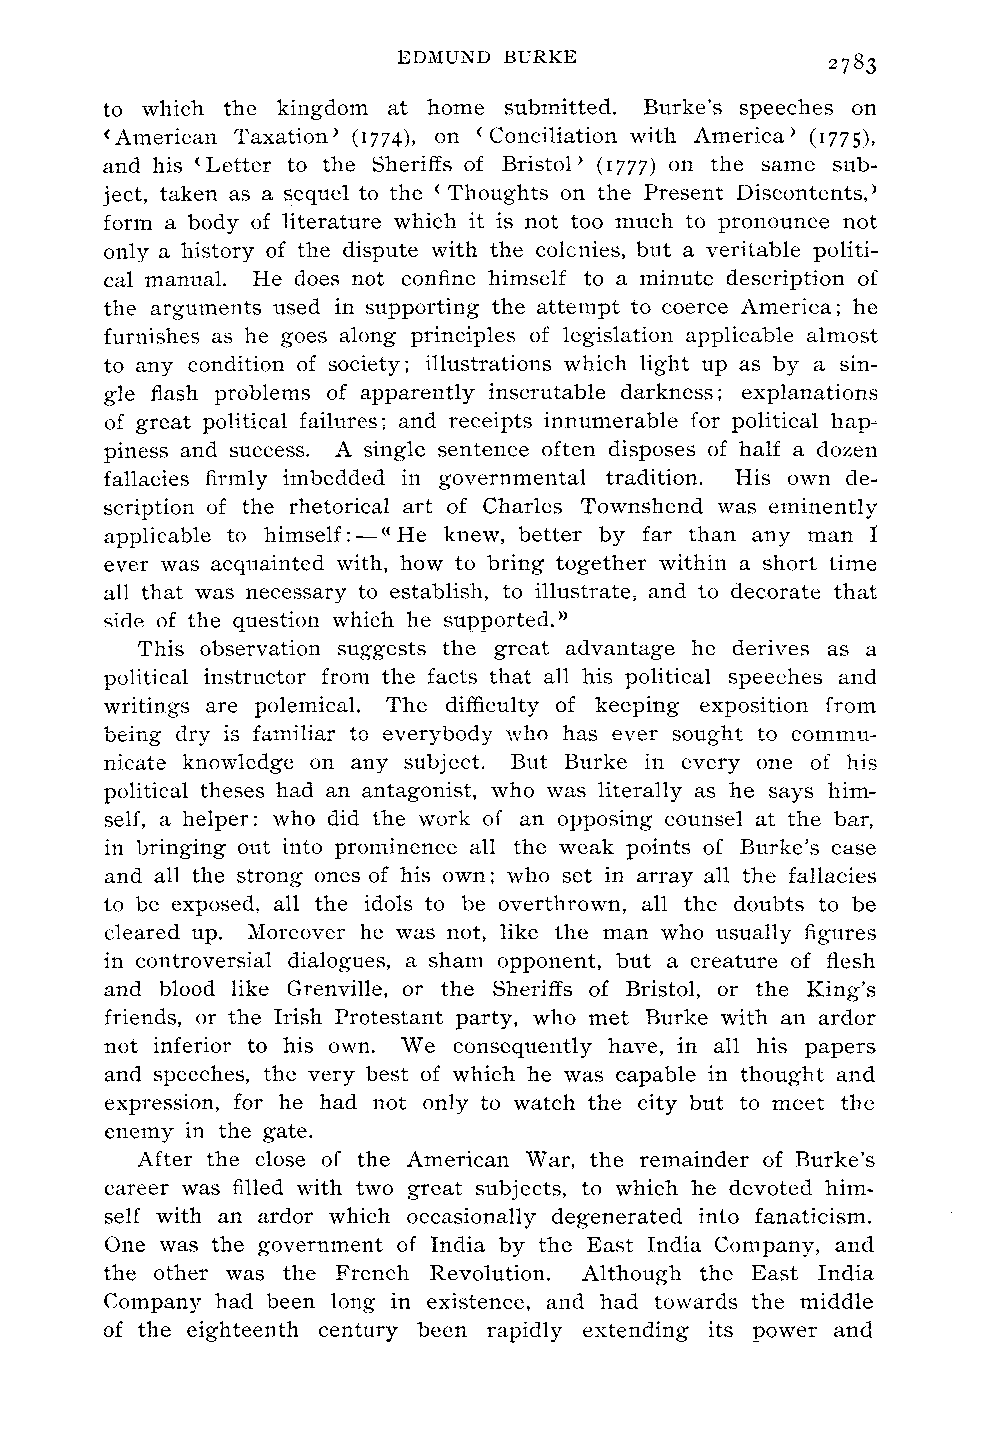 EDMUND BURKE 2783
to which the kingdom at home submitted. Burke's speeches on
‹American Taxation› (1774), on ‹Conciliation with America› (1775),
and his ‹Letter to the Sheriffs of Bristol› (1777) on the same sub-
ject, taken as a sequel to the ‹Thoughts on the Present Discontents,›
form a body of literature which it is not too much to pronounce not
only a history of the dispute with the colonies, but a veritable politi-
cal manual. He does not confine himself to a minute description of
the arguments used in supporting the attempt to coerce America; he
furnishes as he goes along principles of legislation applicable almost
to any condition of society; illustrations which light up as by a sin-
gle flash problems of apparently inscrutable darkness; explanations
of great political failures; and receipts innumerable for political hap-
piness and success. A single sentence often disposes of half a dozen
fallacies firmly imbedded in governmental tradition. His own de-
scription of the rhetorical art of Charles Townshend was eminently
applicable to himself:—«He knew, better by far than any man I
ever was acquainted with, how to bring together within a short time
all that was necessary to establish, to illustrate, and to decorate that
side of the question which he supported.»
This observation suggests the great advantage he derives as a
political instructor from the facts that all his political speeches and
writings are polemical. The difficulty of keeping exposition from
being dry is familiar to everybody who has ever sought to commu-
nicate knowledge on any subject. But Burke in every one of his
political theses had an antagonist, who was literally as he says him-
self, a helper: who did the work of an opposing counsel at the bar,
in bringing out into prominence all the weak points of Burke's case
and all the strong ones of his own; who set in array all the fallacies
to be exposed, all the idols to be overthrown, all the doubts to be
cleared up. Moreover he was not, like the man who usually figures
in controversial dialogues, a sham opponent, but a creature of flesh
and blood like Grenville, or the Sheriffs of Bristol, or the King's
friends, or the Irish Protestant party, who met Burke with an ardor
not inferior to his own. We consequently have, in all his papers
and speeches, the very best of which he was capable in thought and
expression, for he had not only to watch the city but to meet the
enemy in the gate.
After the close of the American War, the remainder of Burke's
career was filled with two great subjects, to which he devoted him-
self with an ardor which occasionally degenerated into fanaticism.
One was the government of India by the East India Company, and
the other was the French Revolution. Although the East India
Company had been long in existence, and had towards the middle
of the eighteenth century been rapidly extending its power and